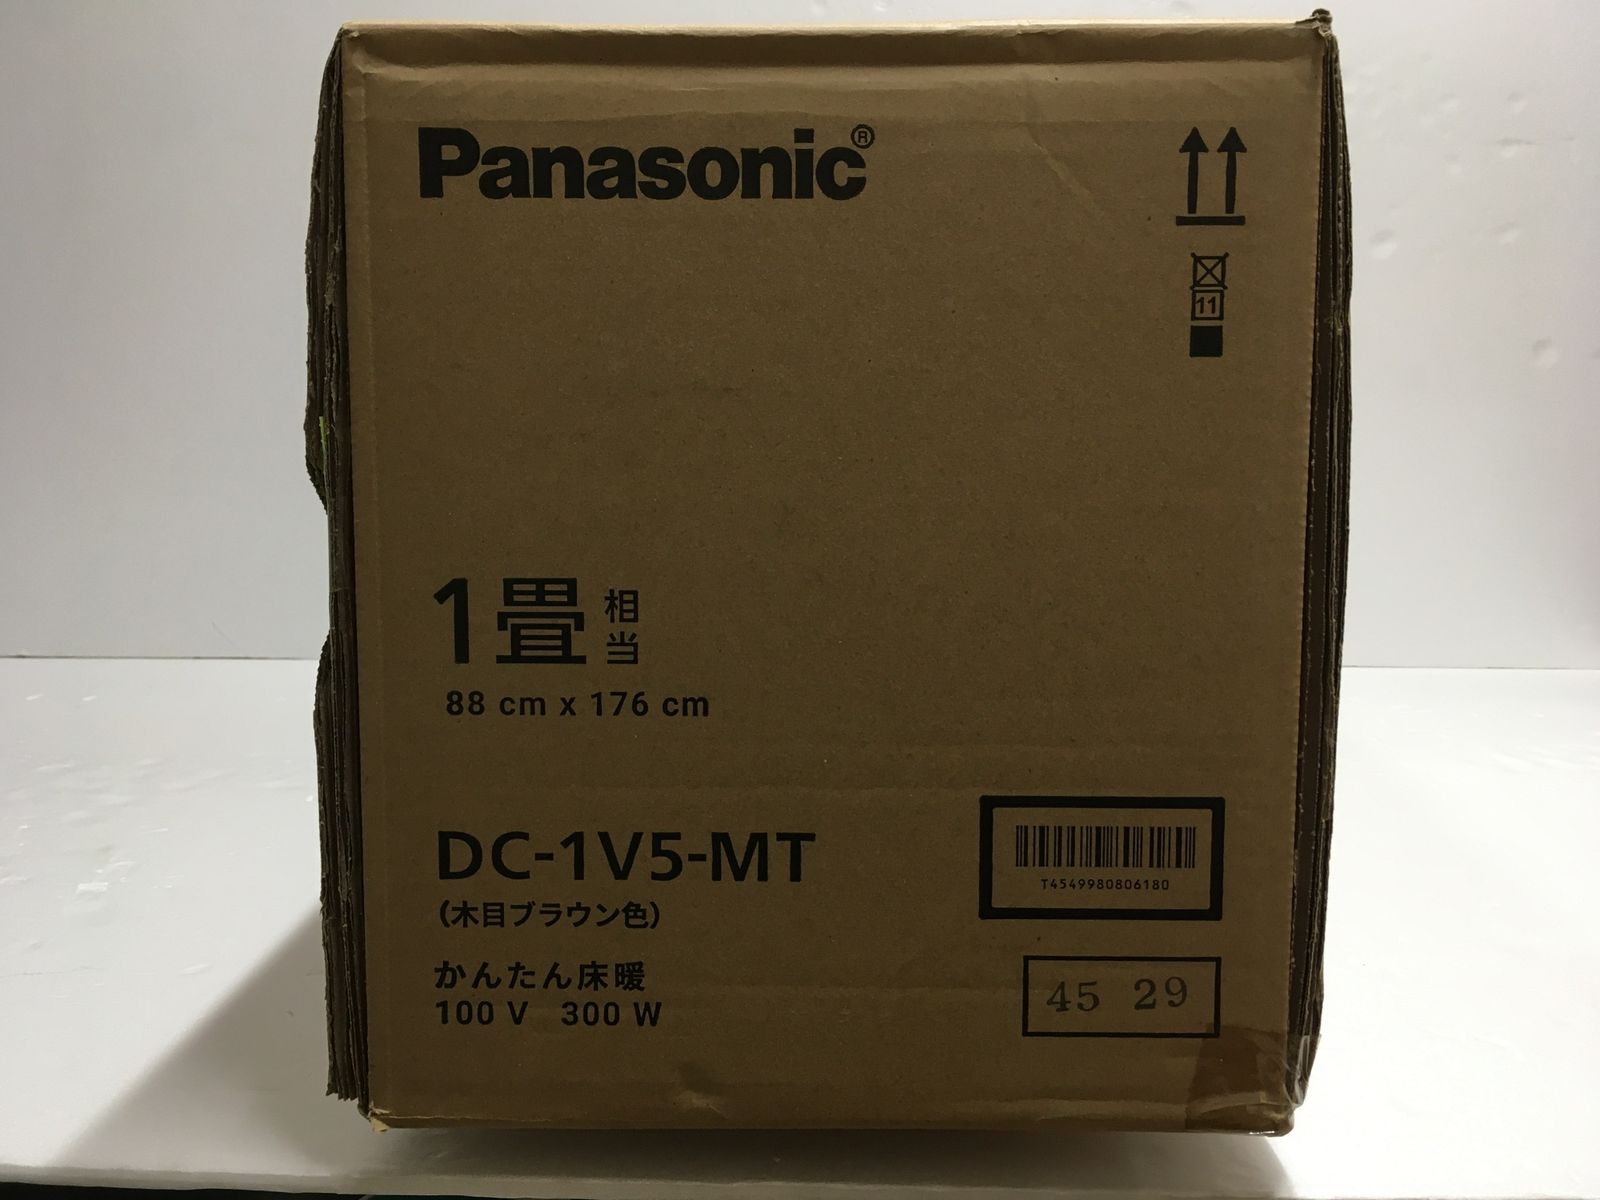 Panasonic®
11
1畳相当
88 cm x 176 cm
DC-1V5-MT
(木目ブラウン色)
T4549980806180
かんたん床暖
100 V 300 W
45 29